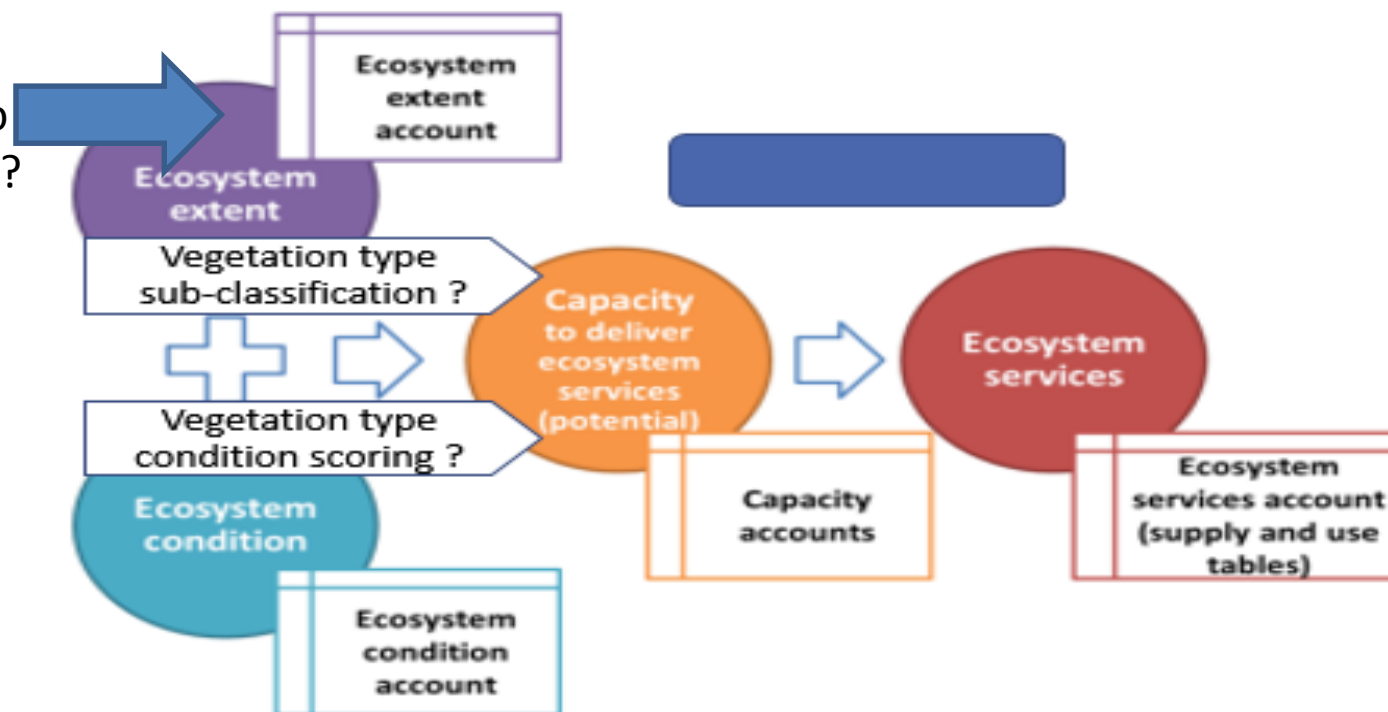 Ecosystem
extent
account
?
Ecosystem
extent
Vegetation type
sub-classification ?
Capacity
to deliver
ecosystem
services
(potential)
Ecosystem
services
Vegetation type
condition scoring ?
Ecosystem
condition
Capacity
accounts
Ecosystem
services account
(supply and use
tables)
Ecosystem
condition
account